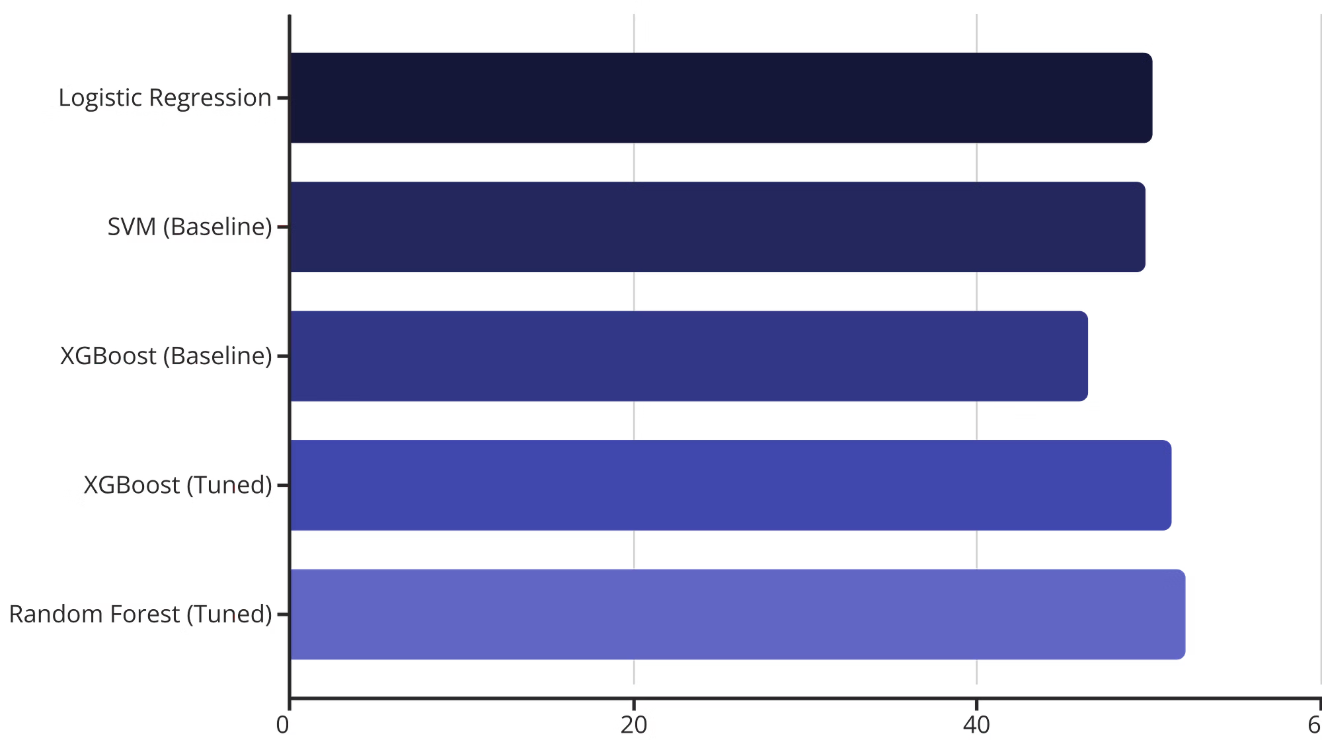 Logistic Regression
SVM (Baseline)
XGBoost (Baseline)
XGBoost (Tuned)
Random Forest (Tuned)
0 20 40 6